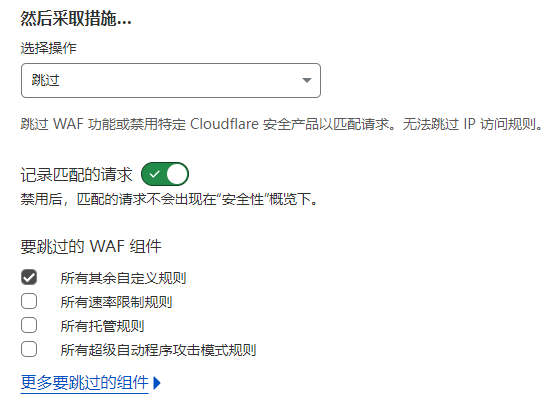 然后采取措施...
选择操作
跳过
跳过 WAF 功能或禁用特定 Cloudflare 安全产品以匹配请求。无法跳过 IP 访问规则。
记录匹配的请求
禁用后，匹配的请求不会出现在“安全性”概览下。
要跳过的 WAF 组件
所有其余自定义规则
所有速率限制规则
所有托管规则
所有超级自动程序攻击模式规则
更多要跳过的组件